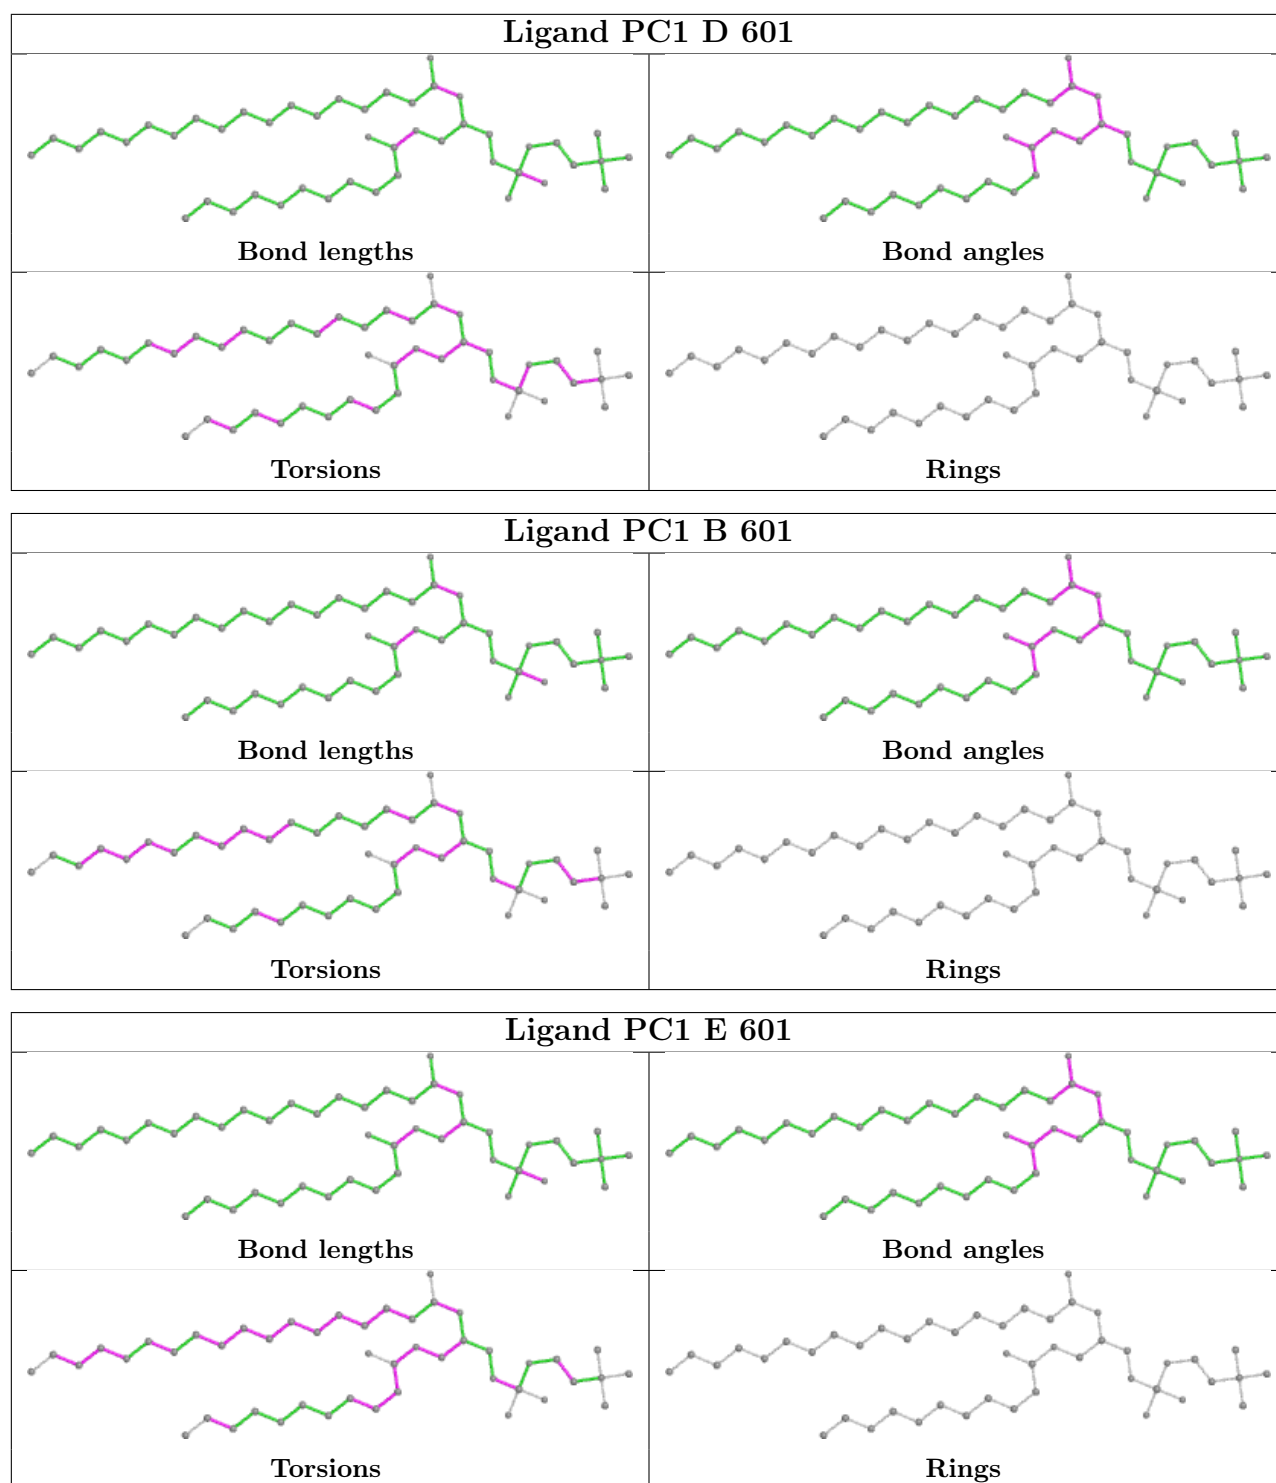 Ligand PC1 D 601
Bond lengths
Bond angles
Torsions
Rings
Ligand PC1 B 601
Bond lengths
Bond angles
Torsions
Rings
Ligand PC1 E 601
Bond lengths
Bond angles
Torsions
Rings